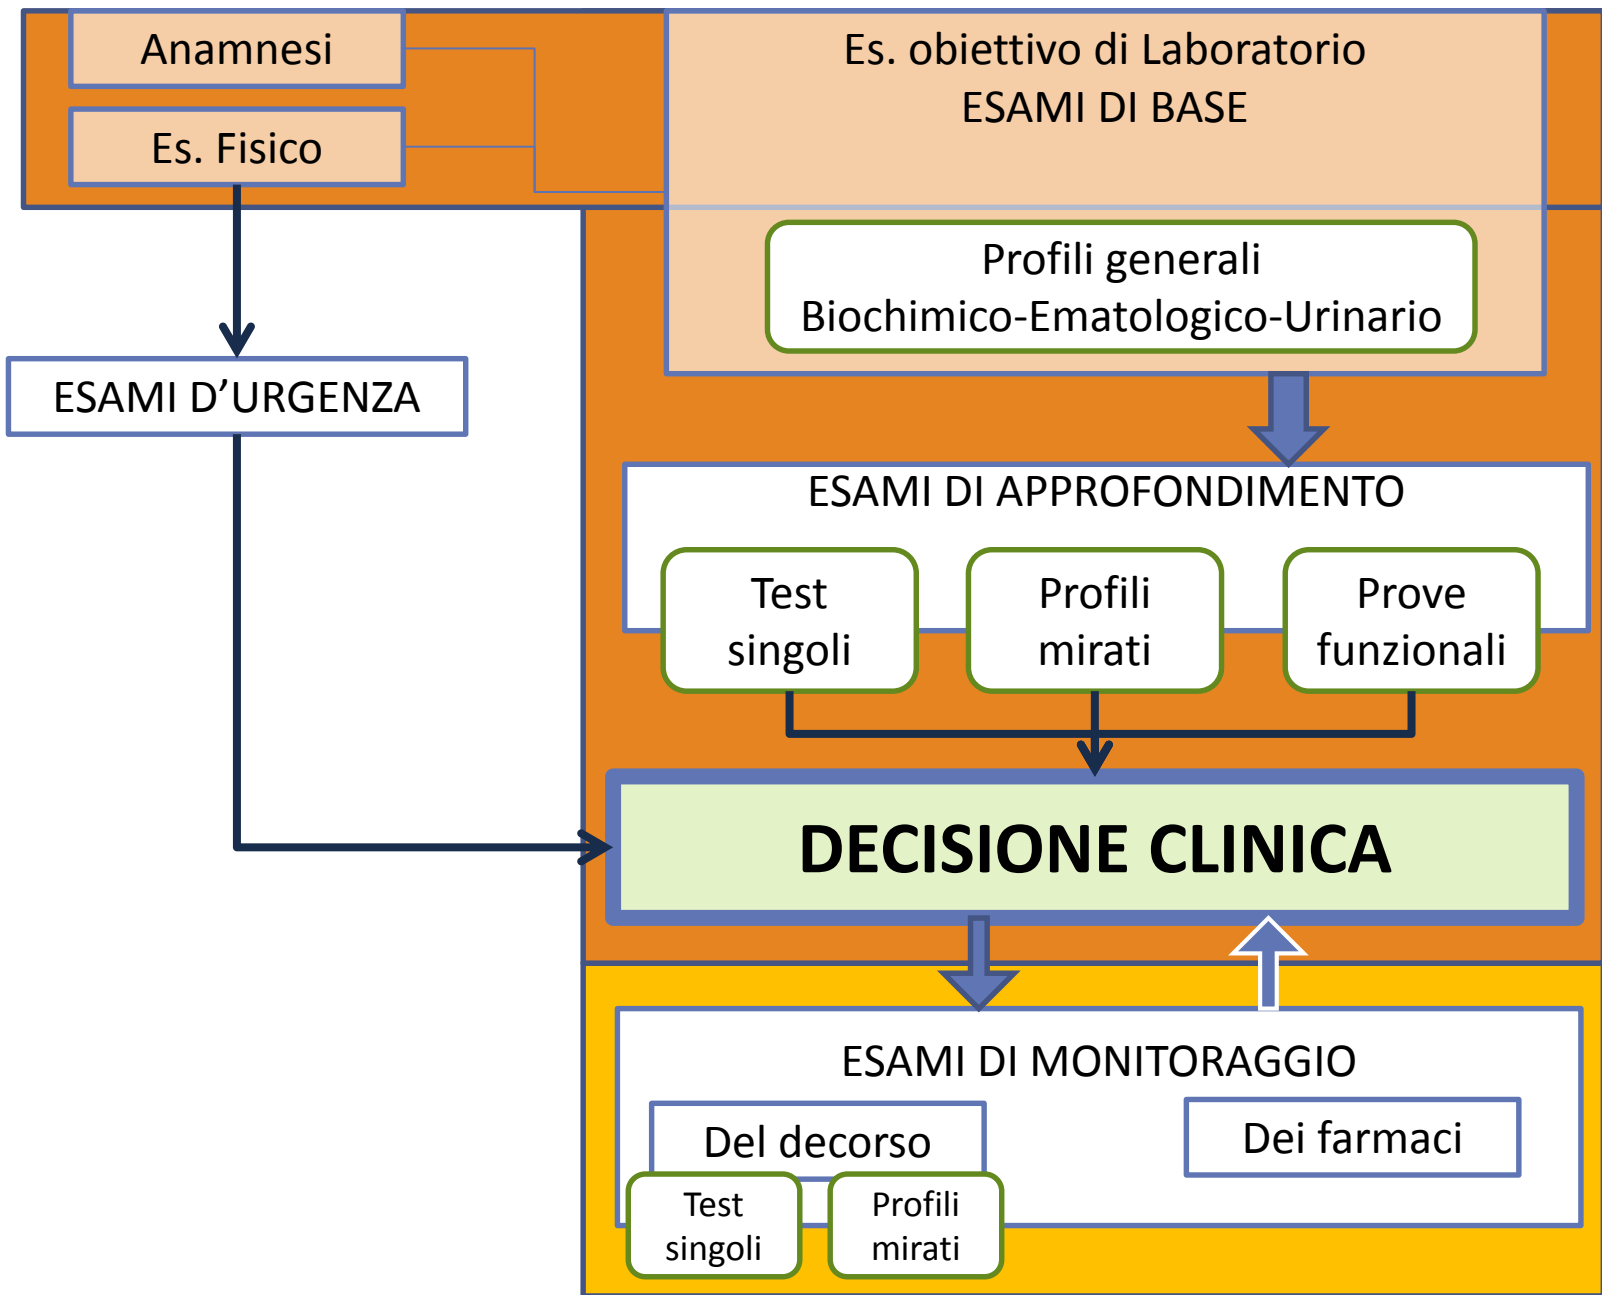 Anamnesi
Es. Fisico
Es. obiettivo di Laboratorio
ESAMI DI BASE
Profili generali
Biochimico-Ematologico-Urinario
ESAMI D’URGENZA
ESAMI DI APPROFONDIMENTO
Test
singoli
Profili
mirati
Prove
funzionali
DECISIONE CLINICA
ESAMI DI MONITORAGGIO
Del decorso
Test
singoli
Profili
mirati
Dei farmaci